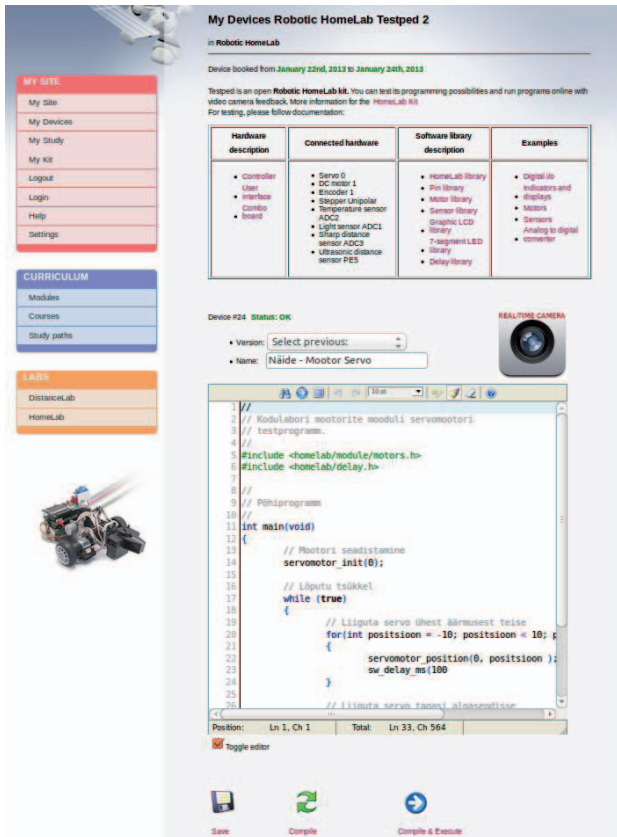 My Devices Robotic HomeLab Testped 2
in Robotic HomeLab
Device booked from January 22nd, 2013 to January 24th, 2013
Testped is an open Robotic HomeLab kit. You can test its programming possibilities and run programs online with
video camera feedback. More information for the HomeLab Kit
For testing, please follow documentation:
MY SITE
My Site
My Devices
My Study
My Kit
Logout
Login
Help
Settings
CURRICULUM
Modules
Courses
Study paths
LABS
DistanceLab
HomeLab
Hardware
description
Controller
User
interface
Combo
board
Connected hardware
Servo 0
DC motor 1
Encoder 1
Stepper Unipolar
Temperature sensor
ADC2
Light sensor ADC1
Sharp distance
sensor ADC3
Ultrasonic distance
sensor PE5
Software library
description
HomeLab library
Pin library
Motor library
Sensor library
Graphic LCD
library
7-segment LED
library
Delay library
Examples
Digital i/o
Indicators and
displays
Motors
Sensors
Analog to digital
converter
Device #24 Status: OK
REAL-TIME CAMERA
Version: Select previous:
Name: Näide - Mootor Servo
10 pt
1 //
2 // Kodulabori mootorite mooduli servomootori
3 // testprogramm.
4 //
5 #include <homelab/module/motors.h>
6 #include <homelab/delay.h>
7
8 //
9 // Põhiprogramm
10 //
11 int main(void)
12 {
13 // Mootori seadistamine
14 servomotor_init(0);
15
16 // Lõputu tsükkel
17 while (true)
18 {
19 // Liiguta servo ühest äärmusest teise
20 for(int positsioon = -10; positsioon < 10; p
21 {
22 servomotor_position(0, positsioon );
23 sw_delay_ms(100
24 }
25
26 // Liiguta servo tagasi algasendisse
Position: Ln 1, Ch 1 Total: Ln 33, Ch 564
Toggle editor
Save
Compile
Compile & Execute